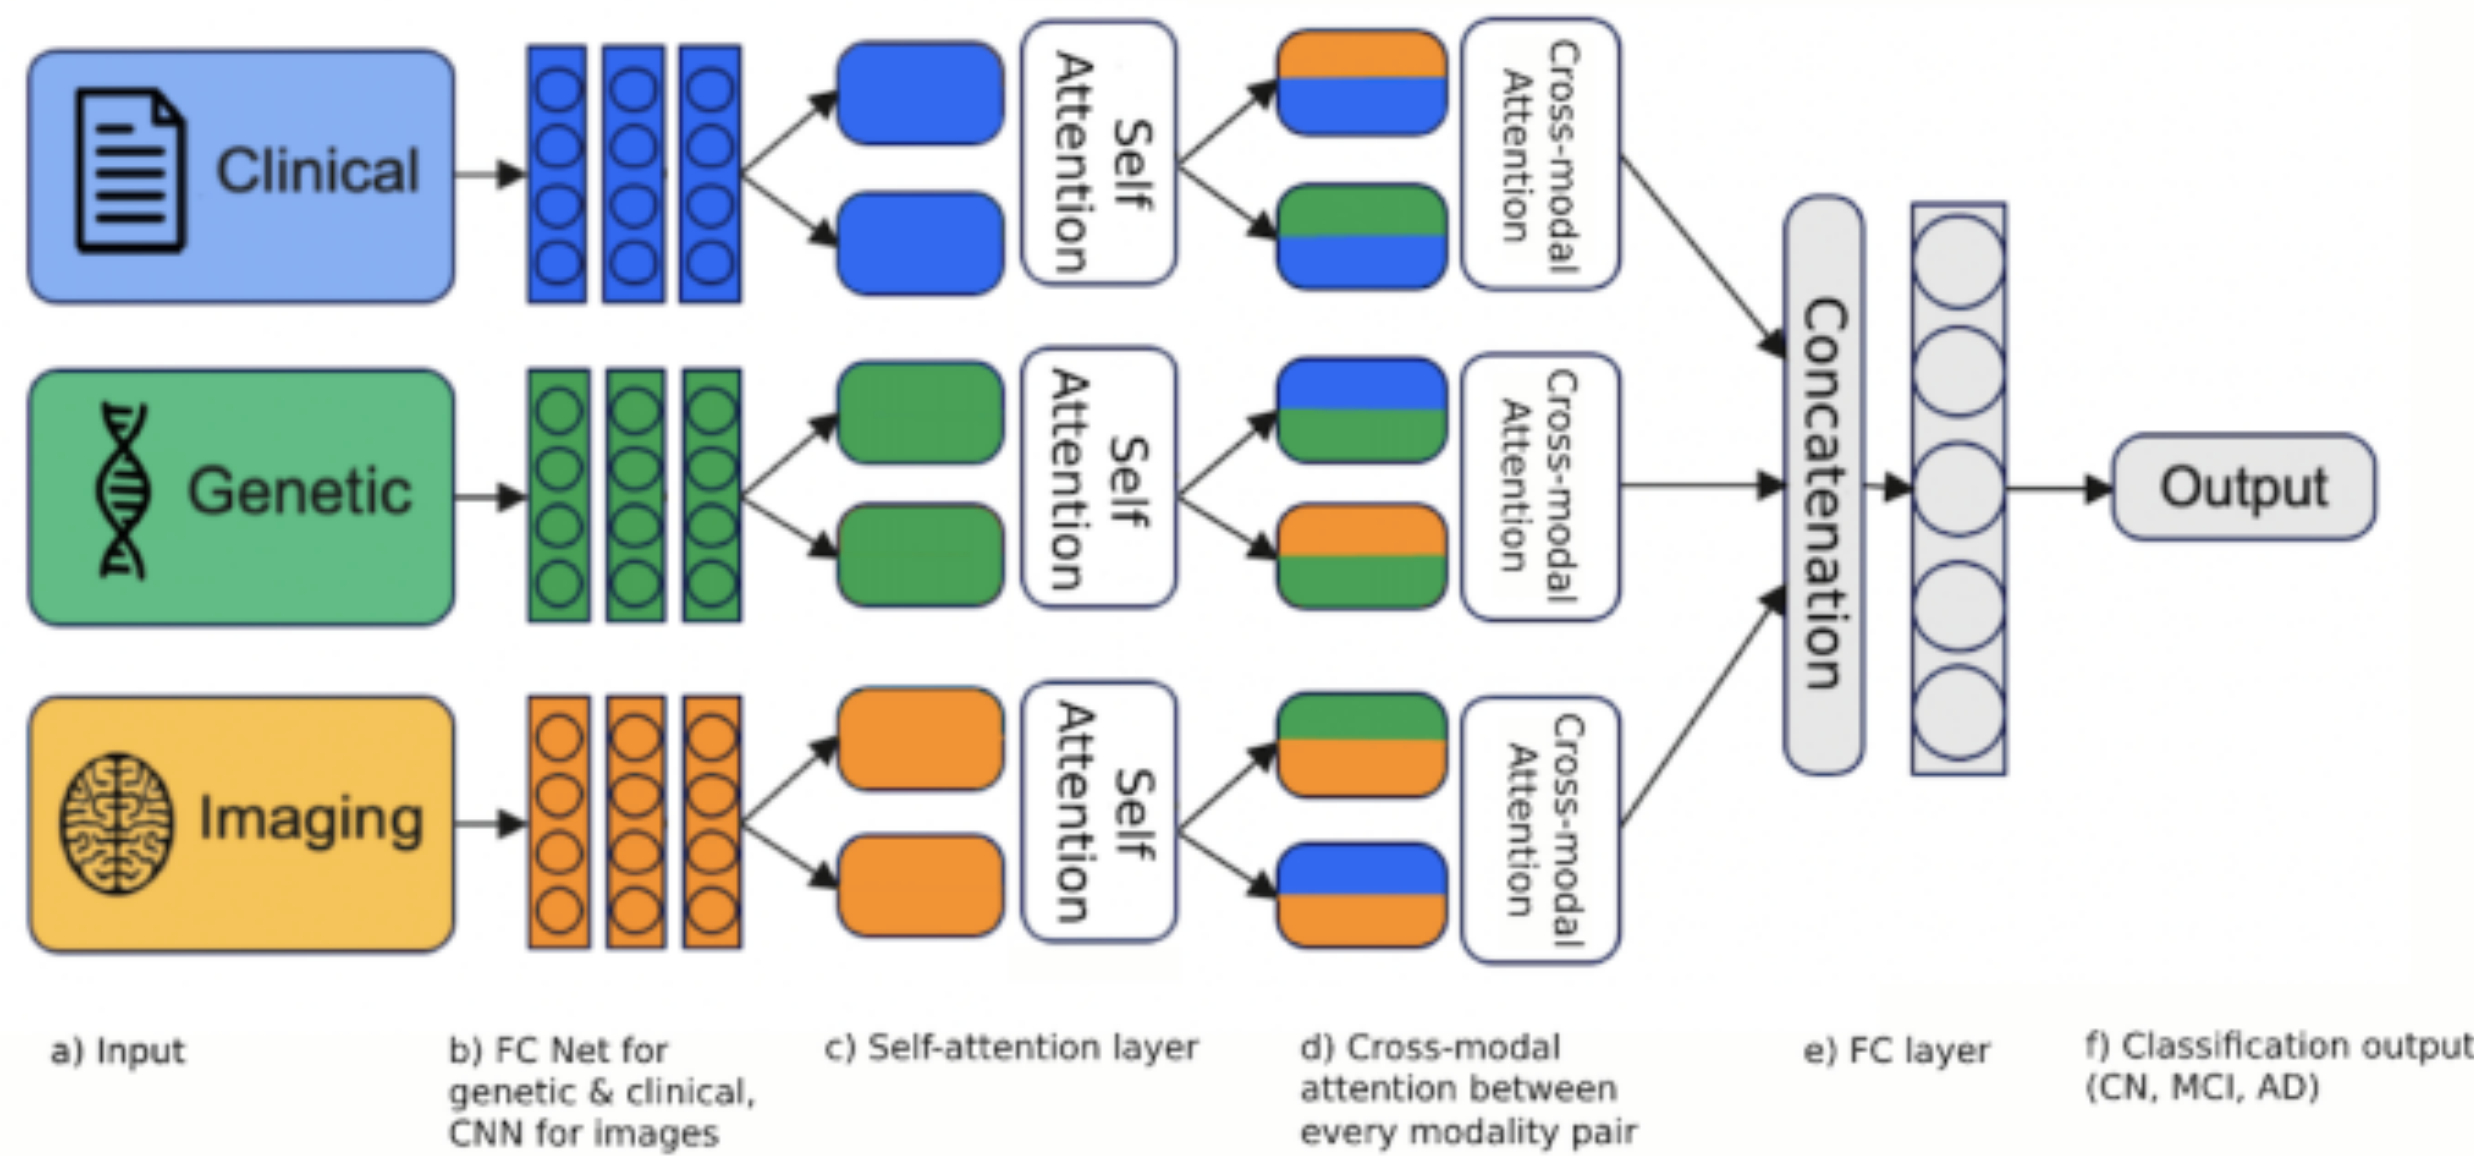 Clinical
Self
Attention
Cross-modal
Attention
Genetic
Self
Attention
Cross-modal
Attention
Imaging
Self
Attention
Cross-modal
Attention
Concatenation
Output
a) Input
b) FC Net for
genetic & clinical,
CNN for images
c) Self-attention layer
d) Cross-modal
attention between
every modality pair
e) FC layer
f) Classification output
(CN, MCI, AD)